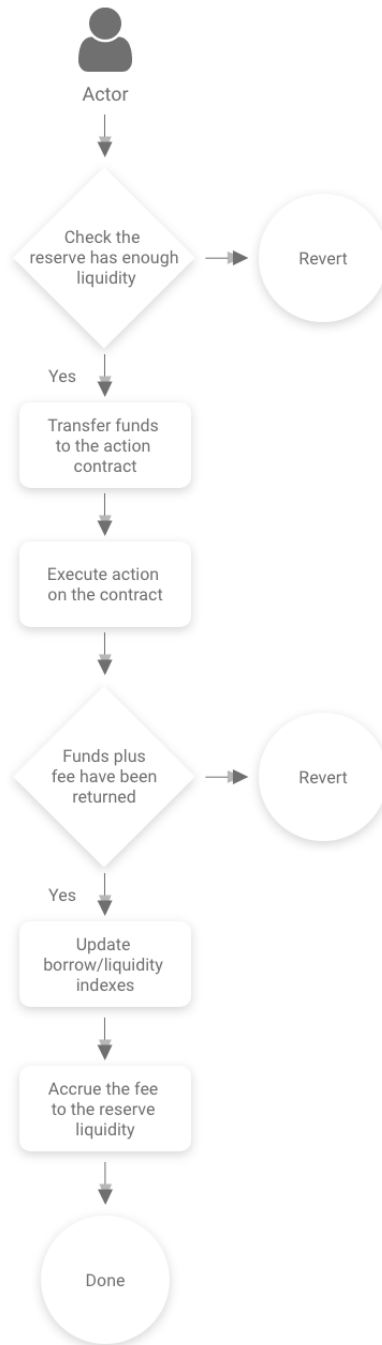 Actor
Check the
reserve has enough
liquidity
Revert
Yes
Transfer funds
to the action
contract
Execute action
on the contract
Funds plus
fee have been
returned
Revert
Yes
Update
borrow/liquidity
indexes
Accrue the fee
to the reserve
liquidity
Done